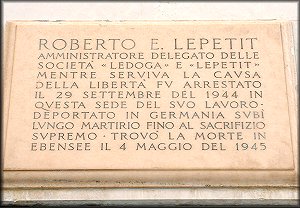 ROBERTO E. LEPETIT
AMMINISTRATORE DELEGATO DELLE
SOCIETÀ «LEDOGA» E «LEPETIT»
MENTRE SERVIVA LA CAVSA
DELLA LIBERTÀ FV ARRESTATO
IL 29 SETTEMBRE DEL 1944 IN
QVESTA SEDE DEL SVO LAVORO·
DEPORTATO IN GERMANIA SVBÌ
LVNGO MARTIRIO FINO AL SACRIFIZIO
SVPREMO · TROVÒ LA MORTE IN
EBENSEE IL 4 MAGGIO DEL 1945